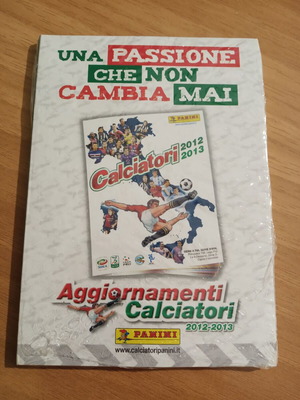 UNA PASSIONE
CHE NON
CAMBIA MAI
PANINI
Calciatori 2012
2013
Aggiornamenti
Calciatori
2012-2013
PANINI
www.calciatoripanini.it